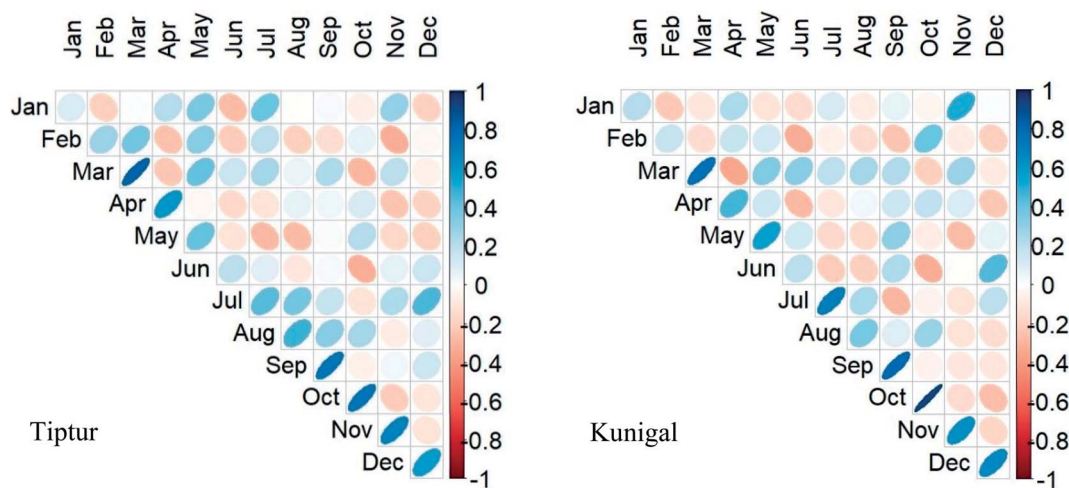 Jan Feb Mar Apr May Jun Jul Aug Sep Oct Nov Dec
Jan
Feb
Mar
Apr
May
Jun
Jul
Aug
Sep
Oct
Nov
Dec
1
0.8
0.6
0.4
0.2
0
-0.2
-0.4
-0.6
-0.8
-1
Tiptur
Jan Feb Mar Apr May Jun Jul Aug Sep Oct Nov Dec
Jan
Feb
Mar
Apr
May
Jun
Jul
Aug
Sep
Oct
Nov
Dec
1
0.8
0.6
0.4
0.2
0
-0.2
-0.4
-0.6
-0.8
-1
Kunigal